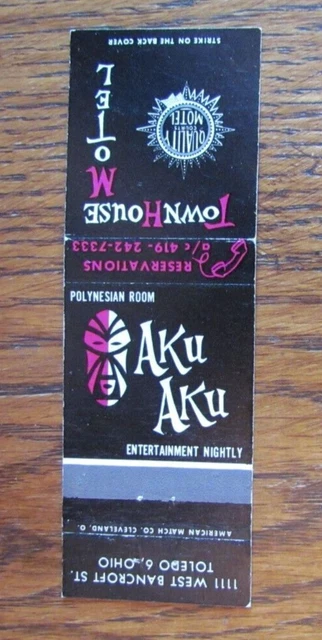 STRIKE ON THE BACK COVER
QUALITY
COURTS
MOTEL
TOWNHOUSE
MOTEL
RESERVATIONS
a/c 419-242-7333
POLYNESIAN ROOM
AKU
AKU
ENTERTAINMENT NIGHTLY
AMERICAN MATCH CO. CLEVELAND, O.
1111 WEST BANCROFT ST.
TOLEDO 6, OHIO